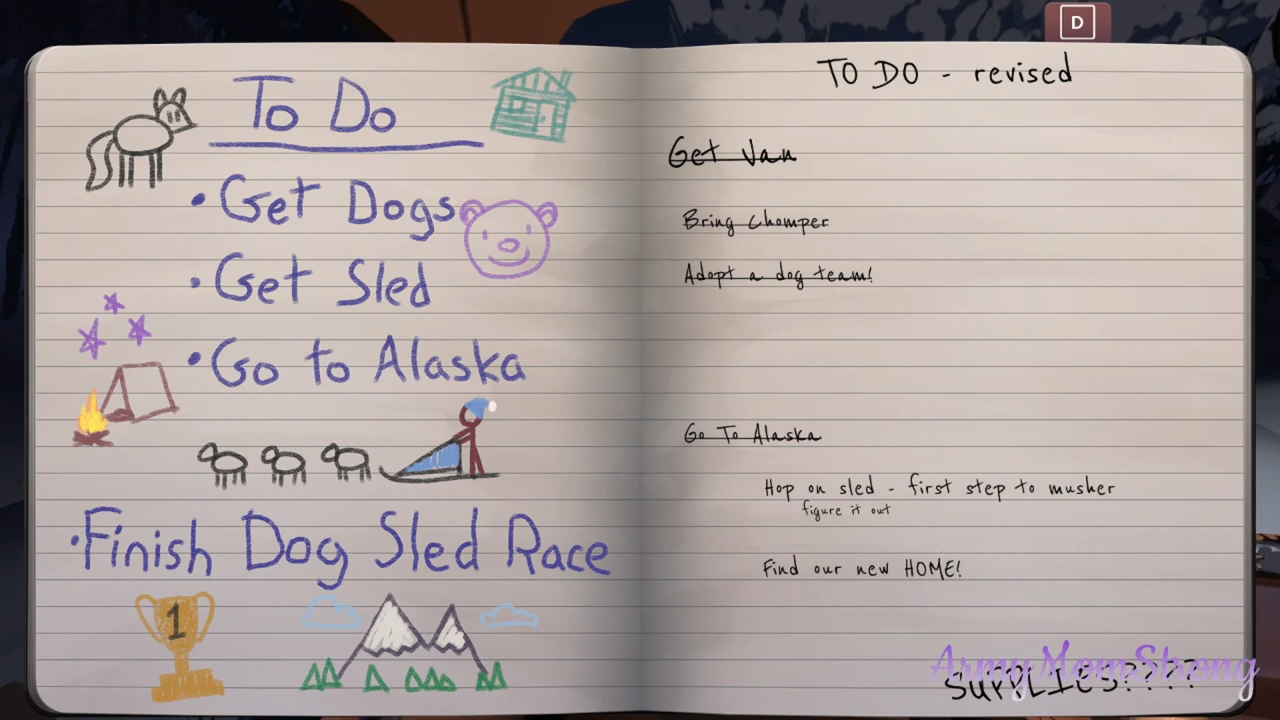 D
To Do
• Get Dogs
• Get Sled
• Go to Alaska
• Finish Dog Sled Race
1
TO DO - revised
Get Van
Bring Chomper
Adopt a dog team!
Go To Alaska
Hop on sled - first step to musher
figure it out
Find our new HOME!
SUPPLIES????
ArmyMomStrong